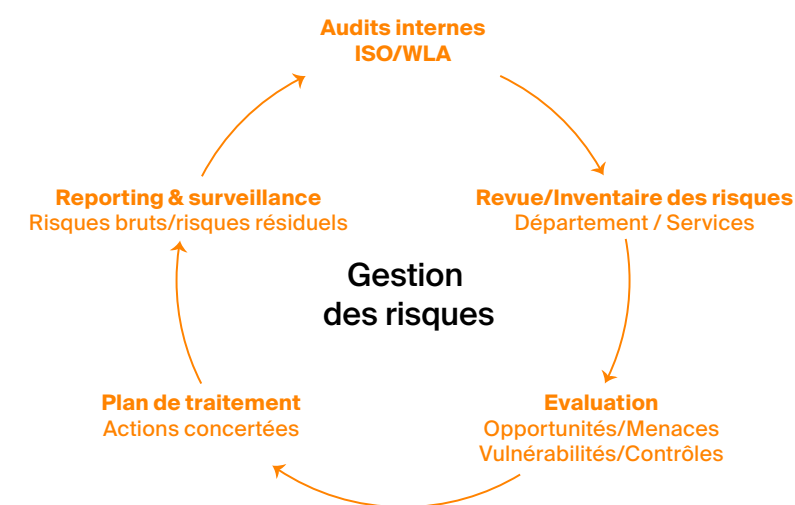 Audits internes
ISO/WLA
Revue/Inventaire des risques
Département / Services
Evaluation
Opportunités/Menaces
Vulnérabilités/Contrôles
Plan de traitement
Actions concertées
Reporting & surveillance
Risques bruts/risques résiduels
Gestion
des risques